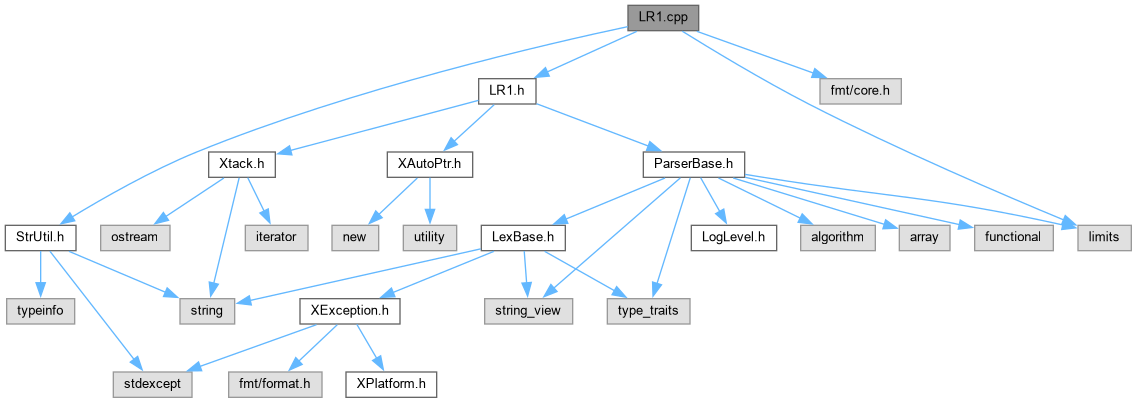 LR1.cpp
LR1.h
fmt/core.h
Xtack.h
XAutoPtr.h
ParserBase.h
StrUtil.h
ostream
iterator
new
utility
LexBase.h
LogLevel.h
algorithm
array
functional
limits
typeinfo
string
XException.h
string_view
type_traits
stdexcept
fmt/format.h
XPlatform.h